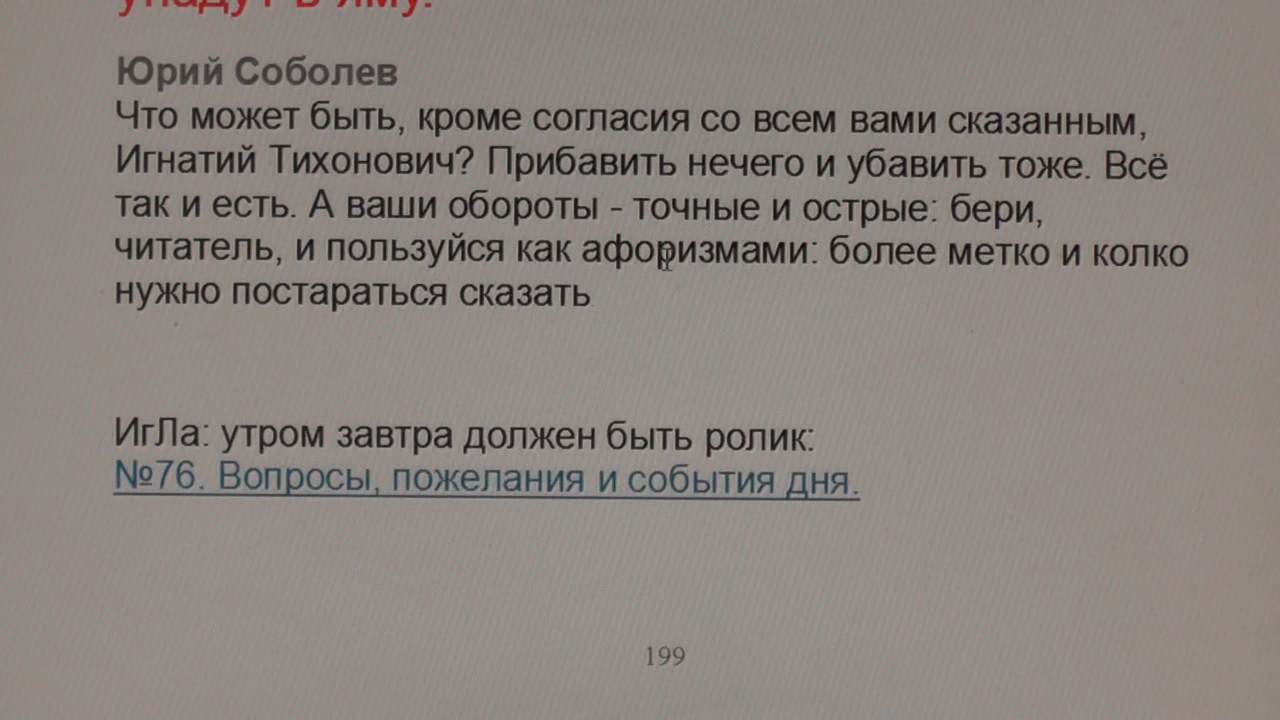 упадут в яму.
Юрий Соболев
Что может быть, кроме согласия со всем вами сказанным,
Игнатий Тихонович? Прибавить нечего и убавить тоже. Всё
так и есть. А ваши обороты - точные и острые: бери,
читатель, и пользуйся как афоризмами: более метко и колко
нужно постараться сказать
ИгЛа: утром завтра должен быть ролик:
№76. Вопросы, пожелания и события дня.
199